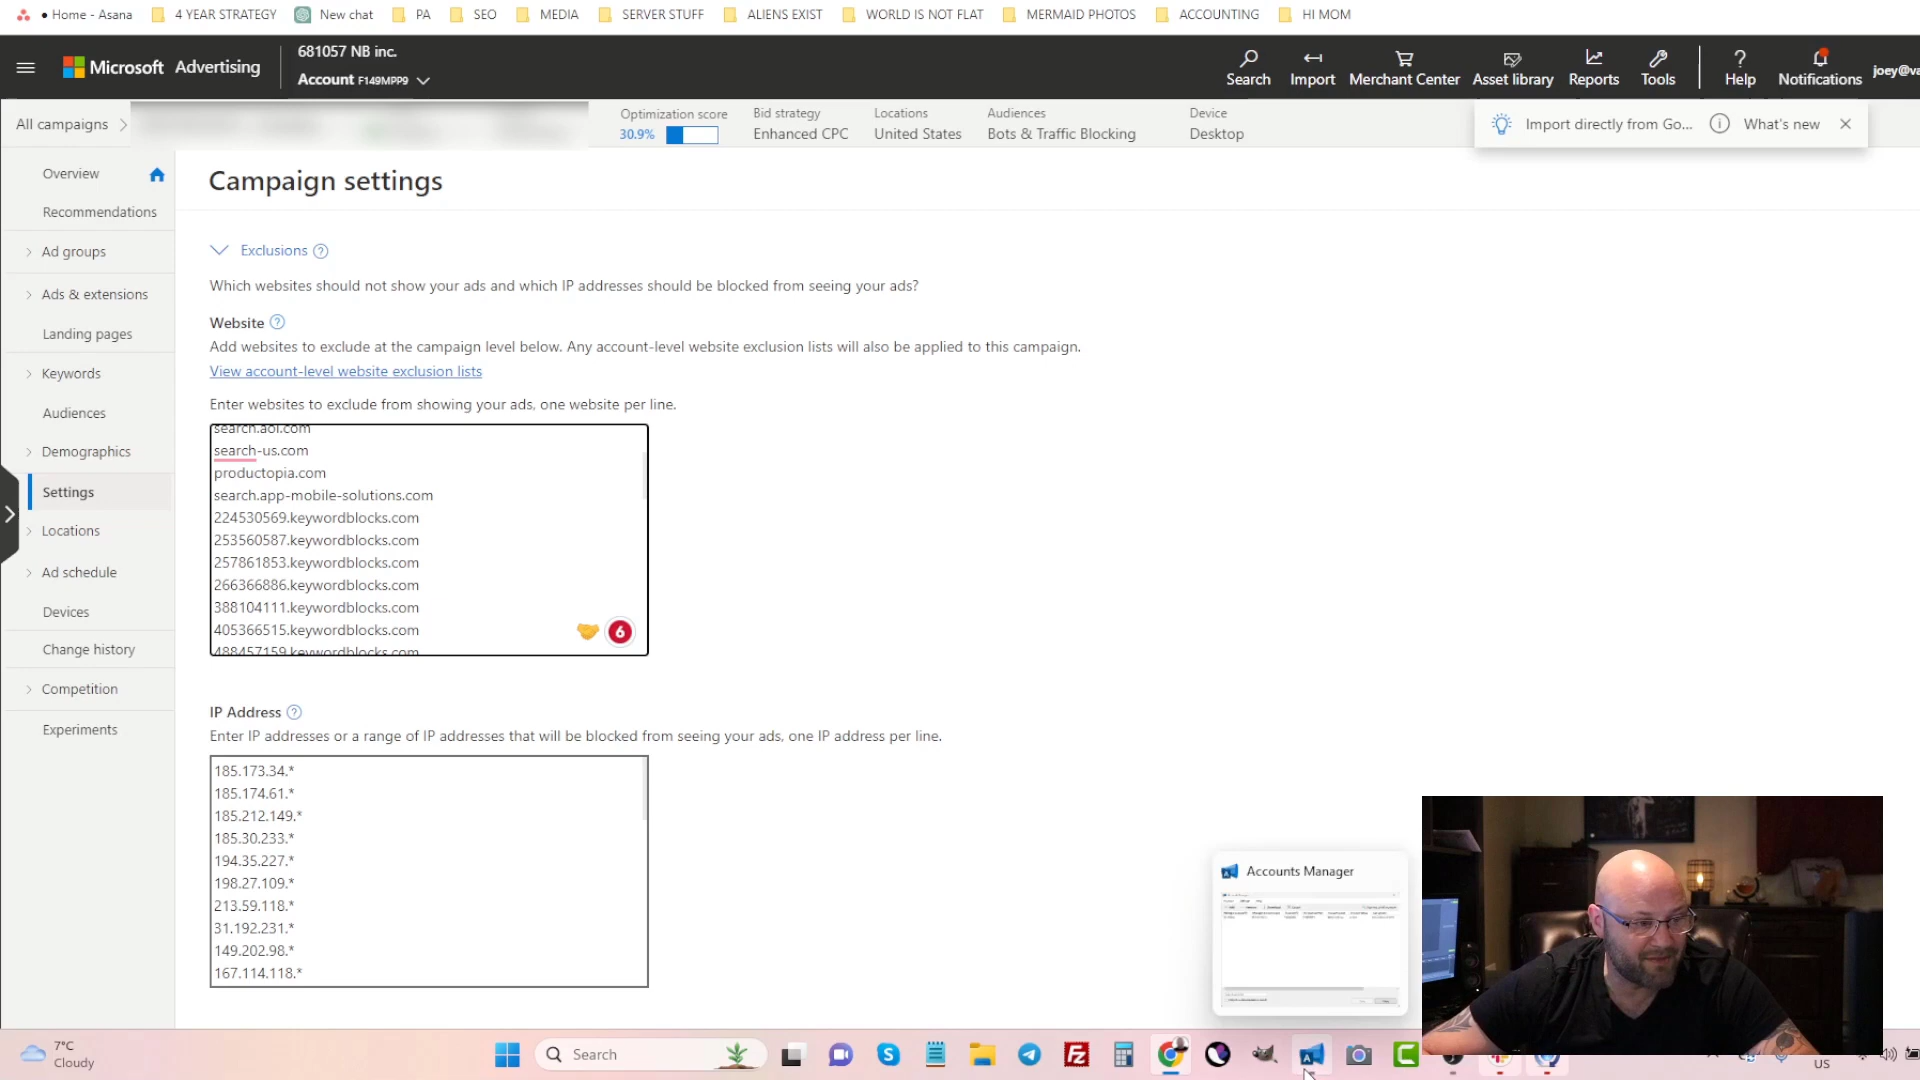 Home - Asana
4 YEAR STRATEGY
New chat
PA
SEO
MEDIA
SERVER STUFF
ALIENS EXIST
WORLD IS NOT FLAT
MERMAID PHOTOS
ACCOUNTING
HI MOM
Microsoft Advertising
681057 NB inc.
Account F149MPP9
Search
Import
Merchant Center
Asset library
Reports
Tools
Help
Notifications
joey@va
All campaigns
Optimization score
30.9%
Bid strategy
Enhanced CPC
Locations
United States
Audiences
Bots & Traffic Blocking
Device
Desktop
Import directly from Go...
What's new
Overview
Recommendations
Ad groups
Ads & extensions
Landing pages
Keywords
Audiences
Demographics
Settings
Locations
Ad schedule
Devices
Change history
Competition
Experiments
Campaign settings
Exclusions
Which websites should not show your ads and which IP addresses should be blocked from seeing your ads?
Website
Add websites to exclude at the campaign level below. Any account-level website exclusion lists will also be applied to this campaign.
View account-level website exclusion lists
Enter websites to exclude from showing your ads, one website per line.
search.aol.com
search-us.com
productopia.com
search.app-mobile-solutions.com
224530569.keywordblocks.com
253560587.keywordblocks.com
257861853.keywordblocks.com
266366886.keywordblocks.com
388104111.keywordblocks.com
405366515.keywordblocks.com
488457159.keywordblocks.com
6
IP Address
Enter IP addresses or a range of IP addresses that will be blocked from seeing your ads, one IP address per line.
185.173.34.*
185.174.61.*
185.212.149.*
185.30.233.*
194.35.227.*
198.27.109.*
213.59.118.*
31.192.231.*
149.202.98.*
167.114.118.*
Accounts Manager
7°C
Cloudy
Search
US